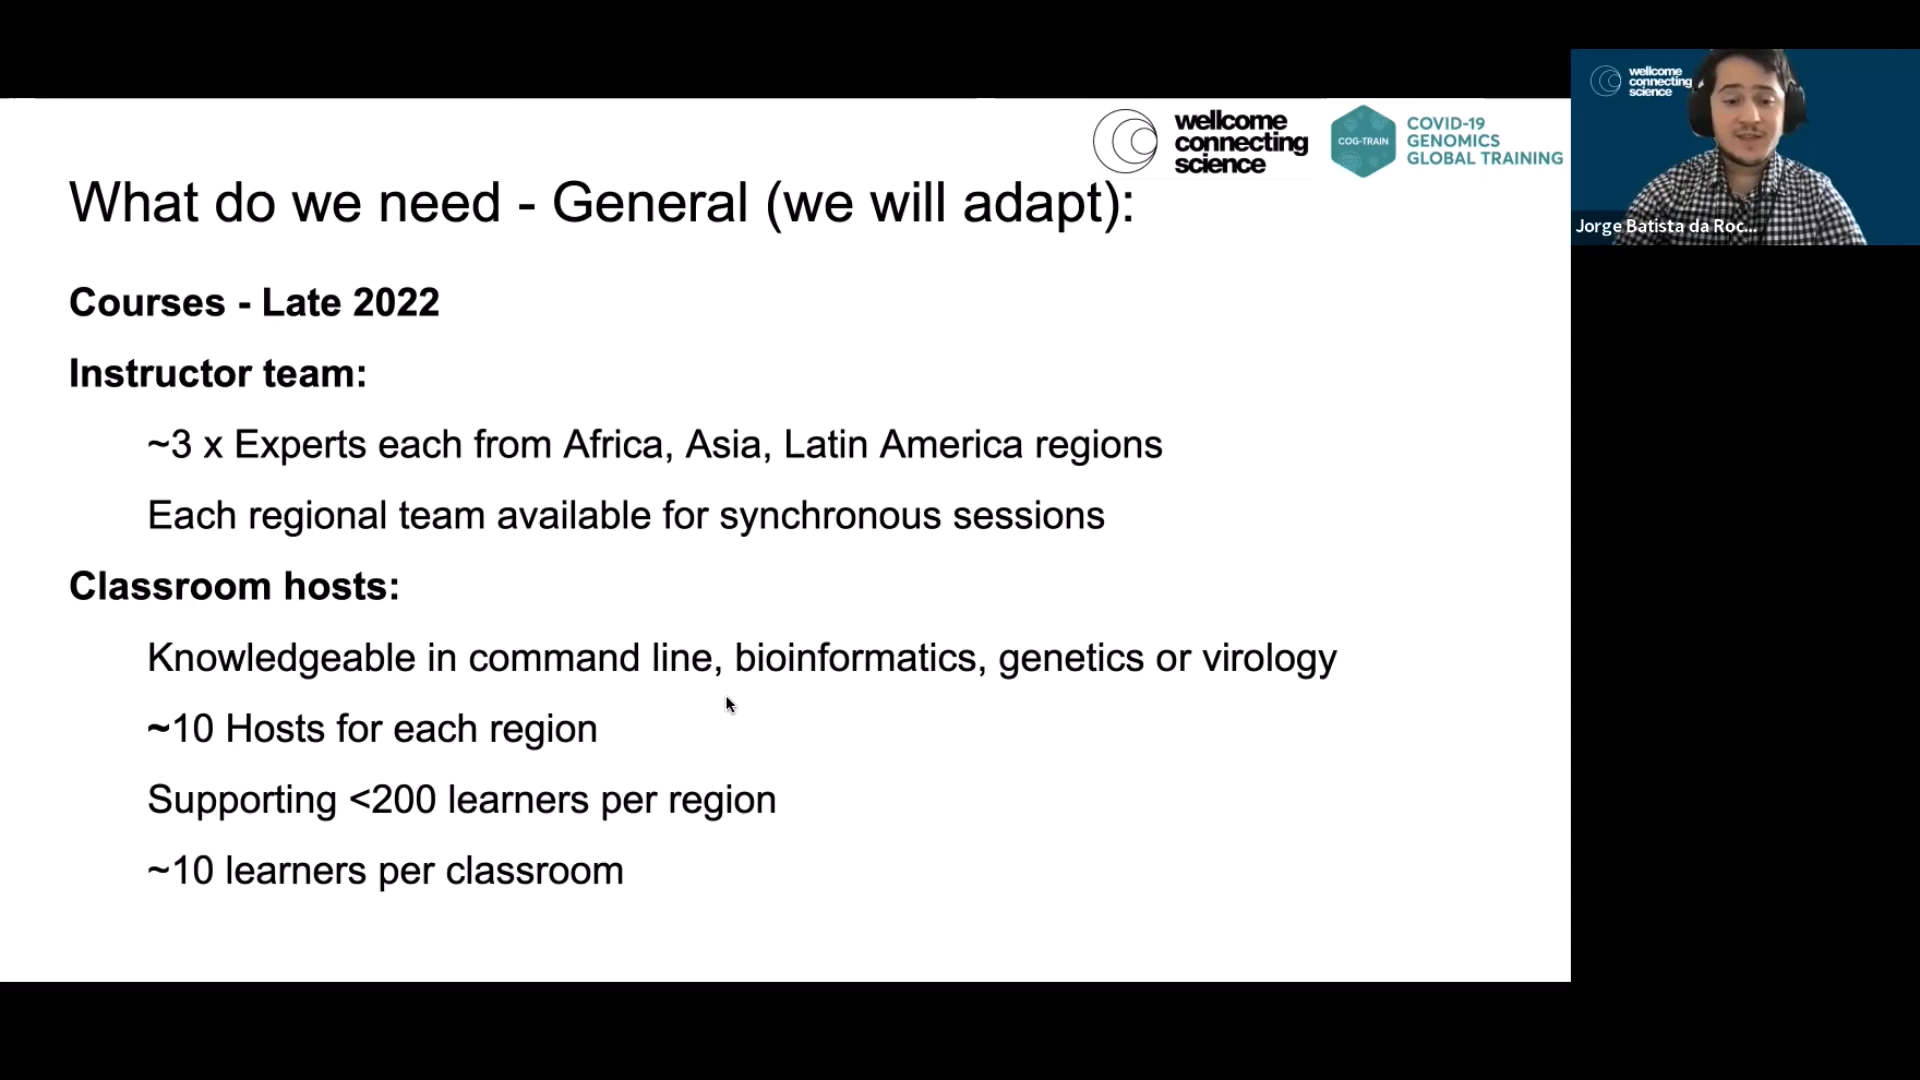 wellcome
connecting
science
COG-TRAIN
COVID-19
GENOMICS
GLOBAL TRAINING
wellcome
connecting
science
Jorge Batista da Roc...
What do we need - General (we will adapt):
Courses - Late 2022
Instructor team:
~3 x Experts each from Africa, Asia, Latin America regions
Each regional team available for synchronous sessions
Classroom hosts:
Knowledgeable in command line, bioinformatics, genetics or virology
~10 Hosts for each region
Supporting <200 learners per region
~10 learners per classroom